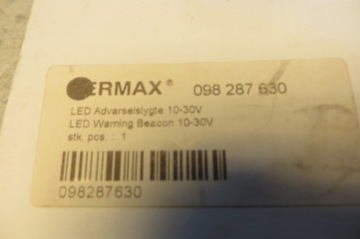 ERMAX® 098 287 630
LED Advarselslygte 10-30V
LED Warning Beacon 10-30V
stk. pcs. : 1
098287630